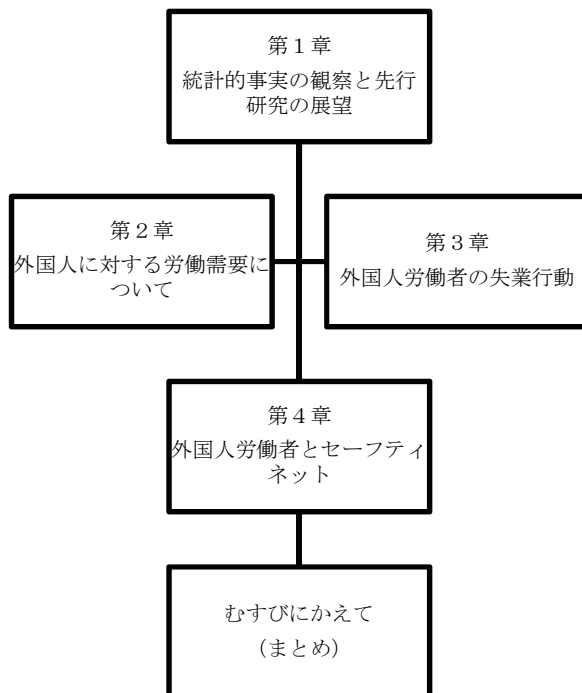 第１章
統計的事実の観察と先行
研究の展望
第２章
外国人に対する労働需要に
ついて
第３章
外国人労働者の失業行動
第４章
外国人労働者とセーフティ
ネット
むすびにかえて
（まとめ）